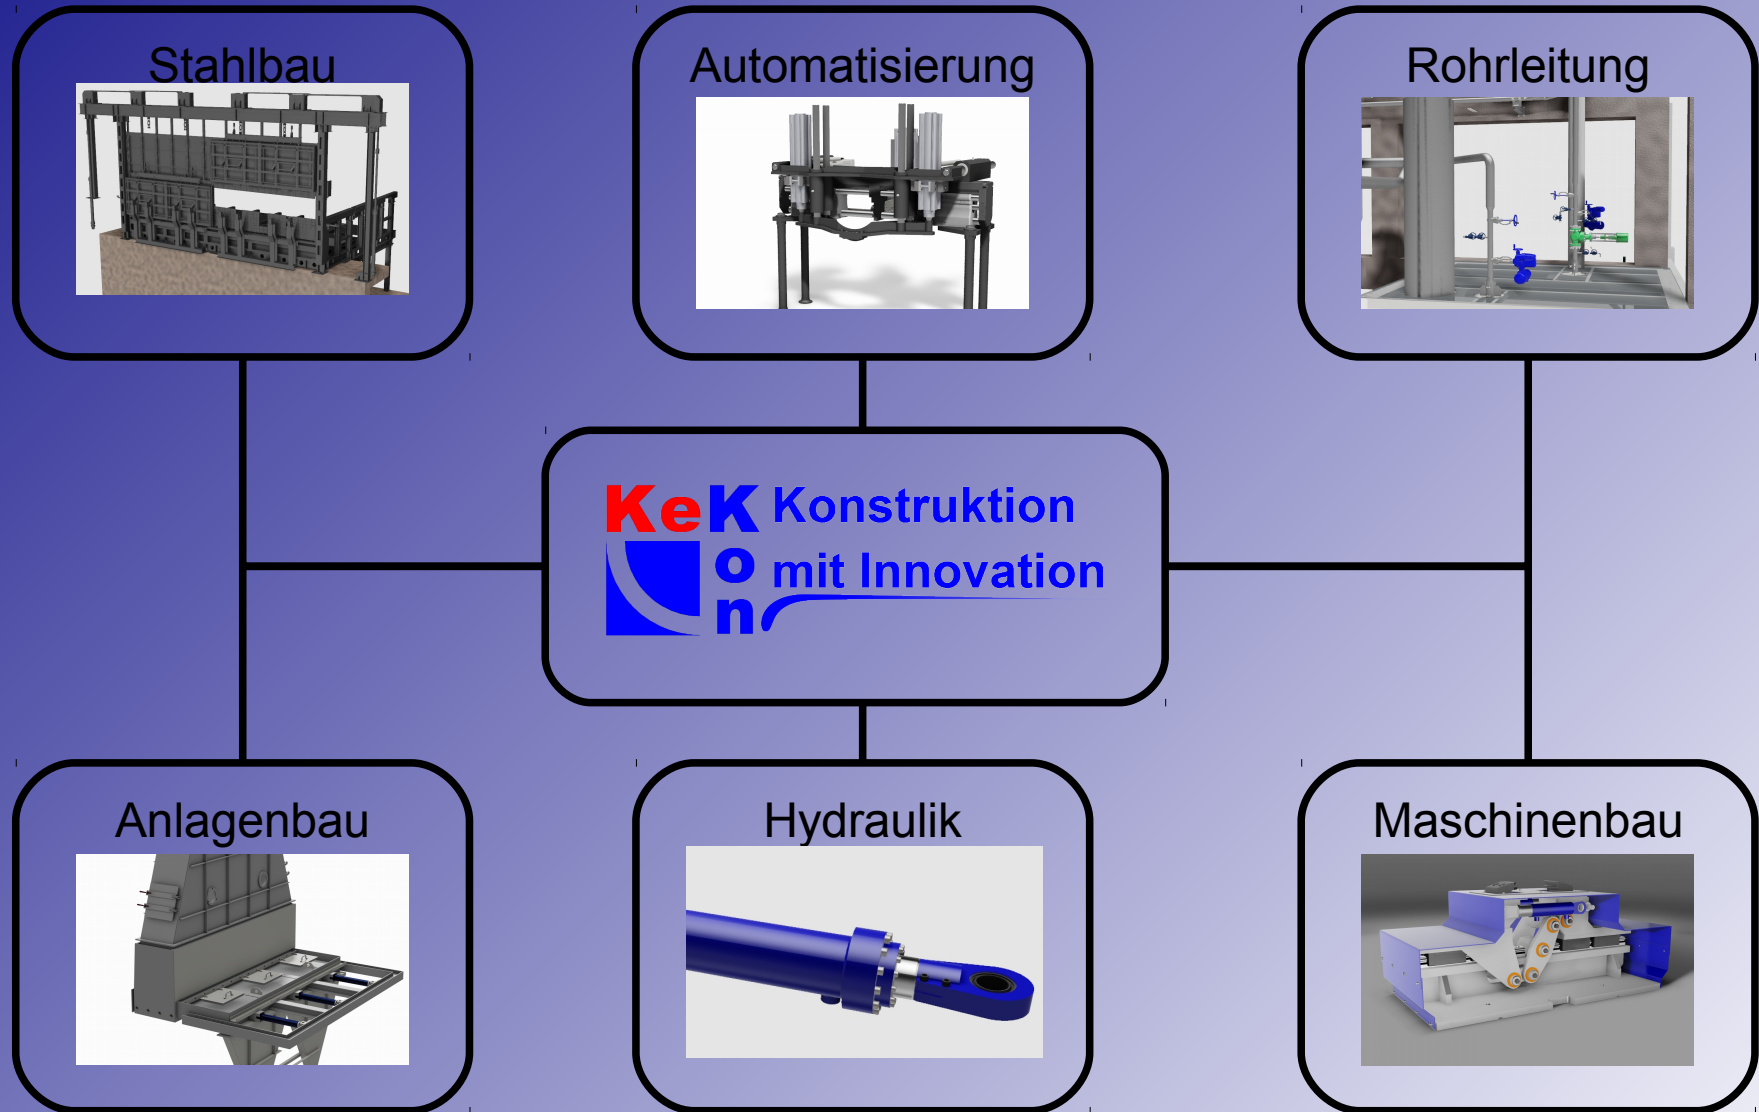 Stahlbau
Automatisierung
Rohrleitung
KeK Konstruktion
o mit Innovation
n
Anlagenbau
Hydraulik
Maschinenbau